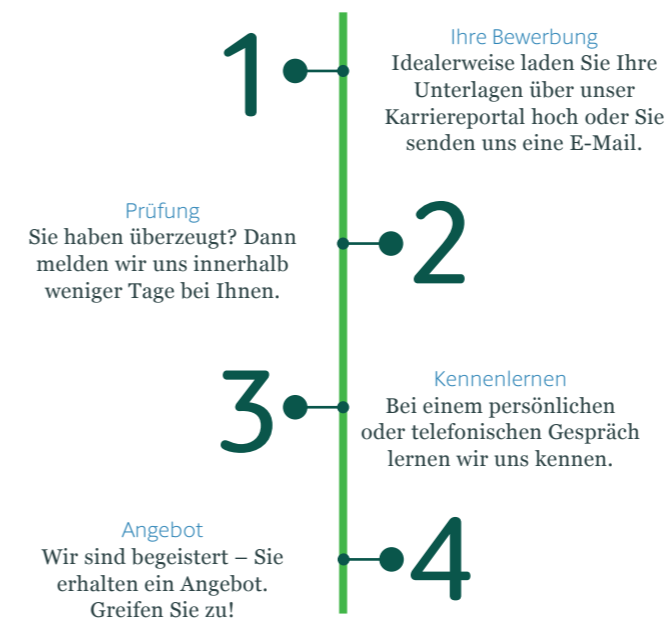 1
Ihre Bewerbung
Idealerweise laden Sie Ihre
Unterlagen über unser
Karriereportal hoch oder Sie
senden uns eine E-Mail.
2
Prüfung
Sie haben überzeugt? Dann
melden wir uns innerhalb
weniger Tage bei Ihnen.
3
Kennenlernen
Bei einem persönlichen
oder telefonischen Gespräch
lernen wir uns kennen.
4
Angebot
Wir sind begeistert – Sie
erhalten ein Angebot.
Greifen Sie zu!